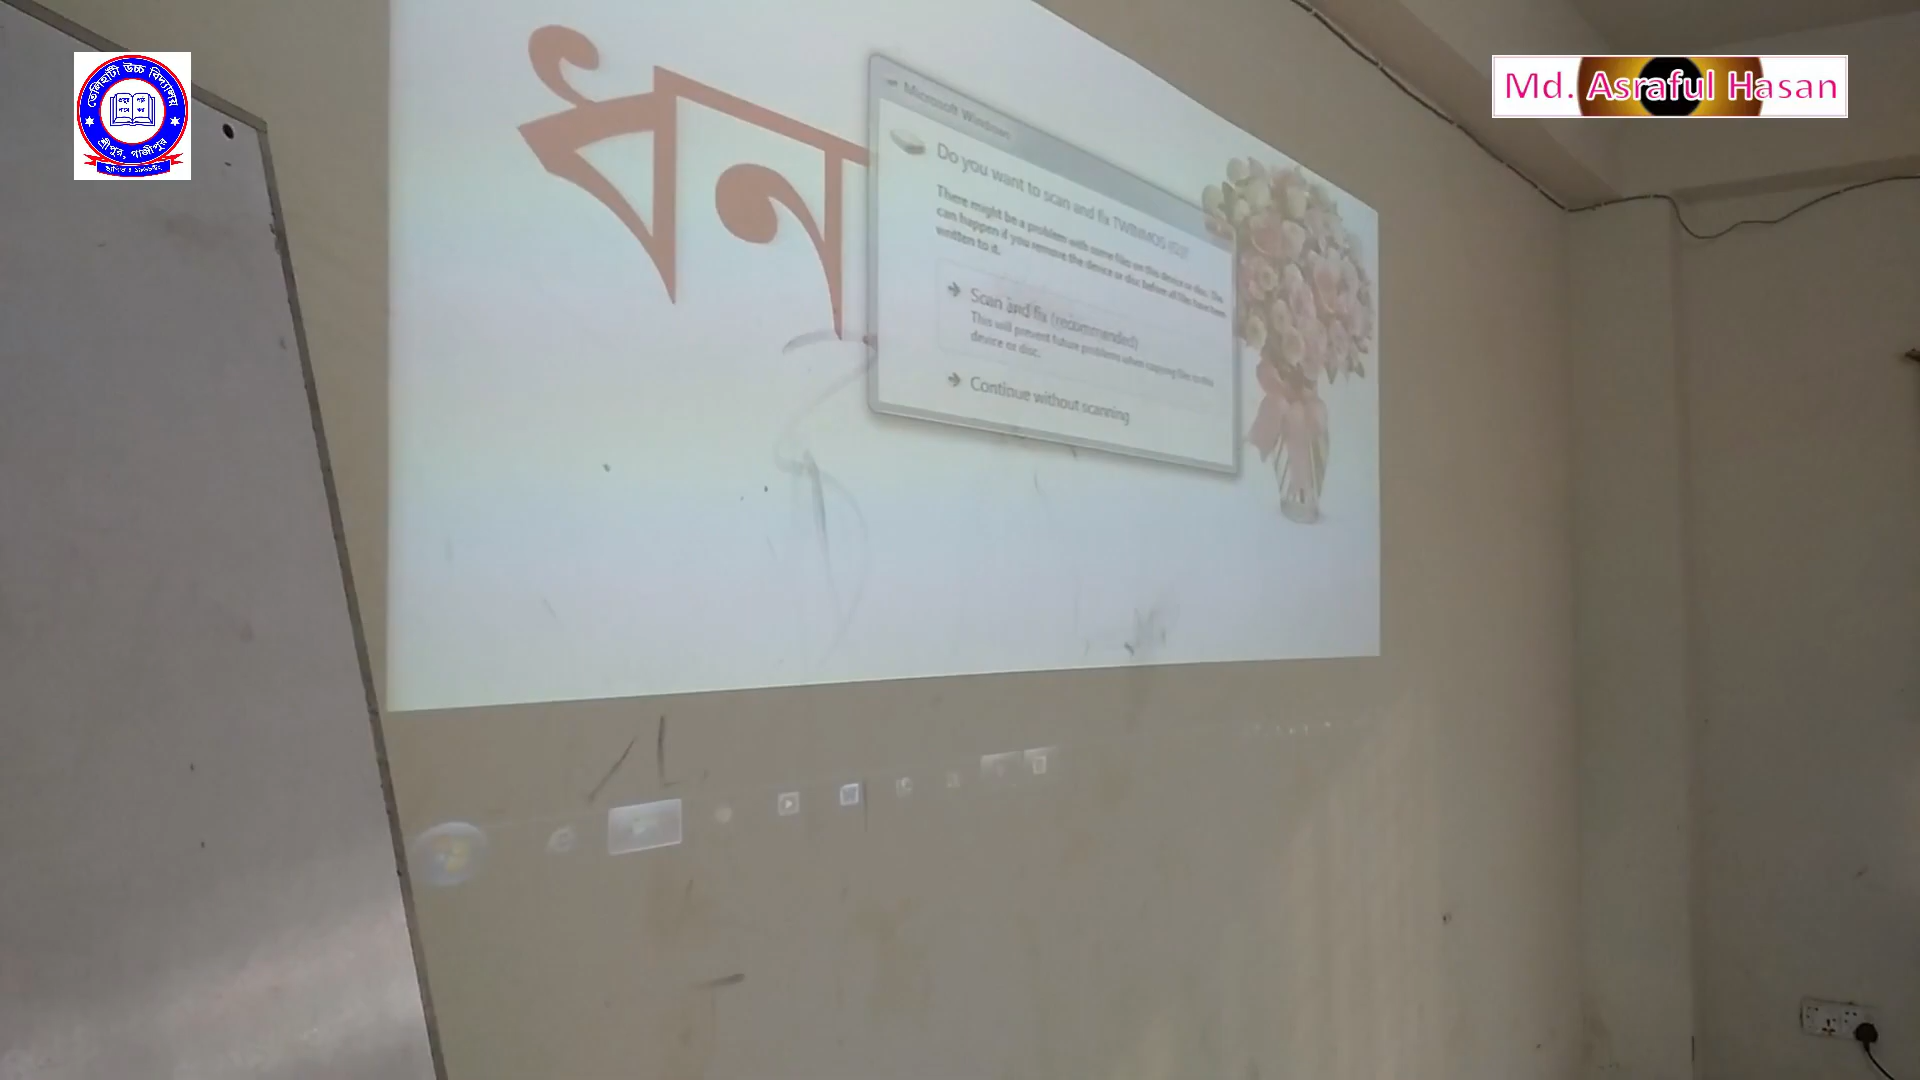 তেলিহাটী উচ্চ বিদ্যালয়
শ্রীপুর, গাজীপুর
Md. Asraful Hasan
ধন
Microsoft Windows
Do you want to scan and fix TWINMOS
There might be a problem with some files on this device or disc. This
can happen if you remove the device or disc before all files have been
written to it.
Scan and fix (recommended)
This will prevent future problems when copying files to this
device or disc.
Continue without scanning